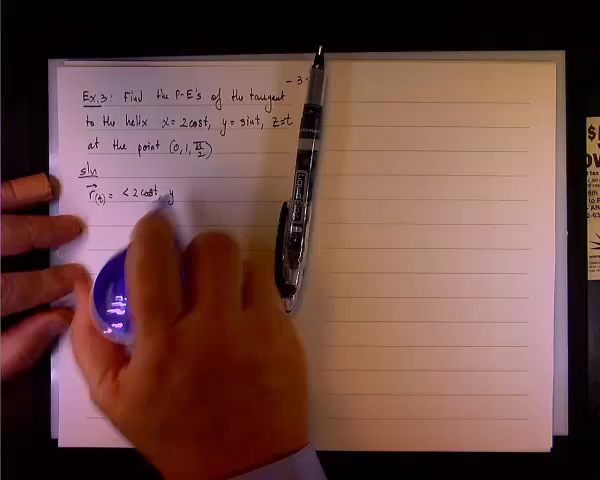 - 3 -
Ex.3: Find the P-E's of the tangent
to the helix x = 2cost, y = sint, z=t
at the point (0, 1, π/2)
sln
r⃗(t) = < 2cost, y